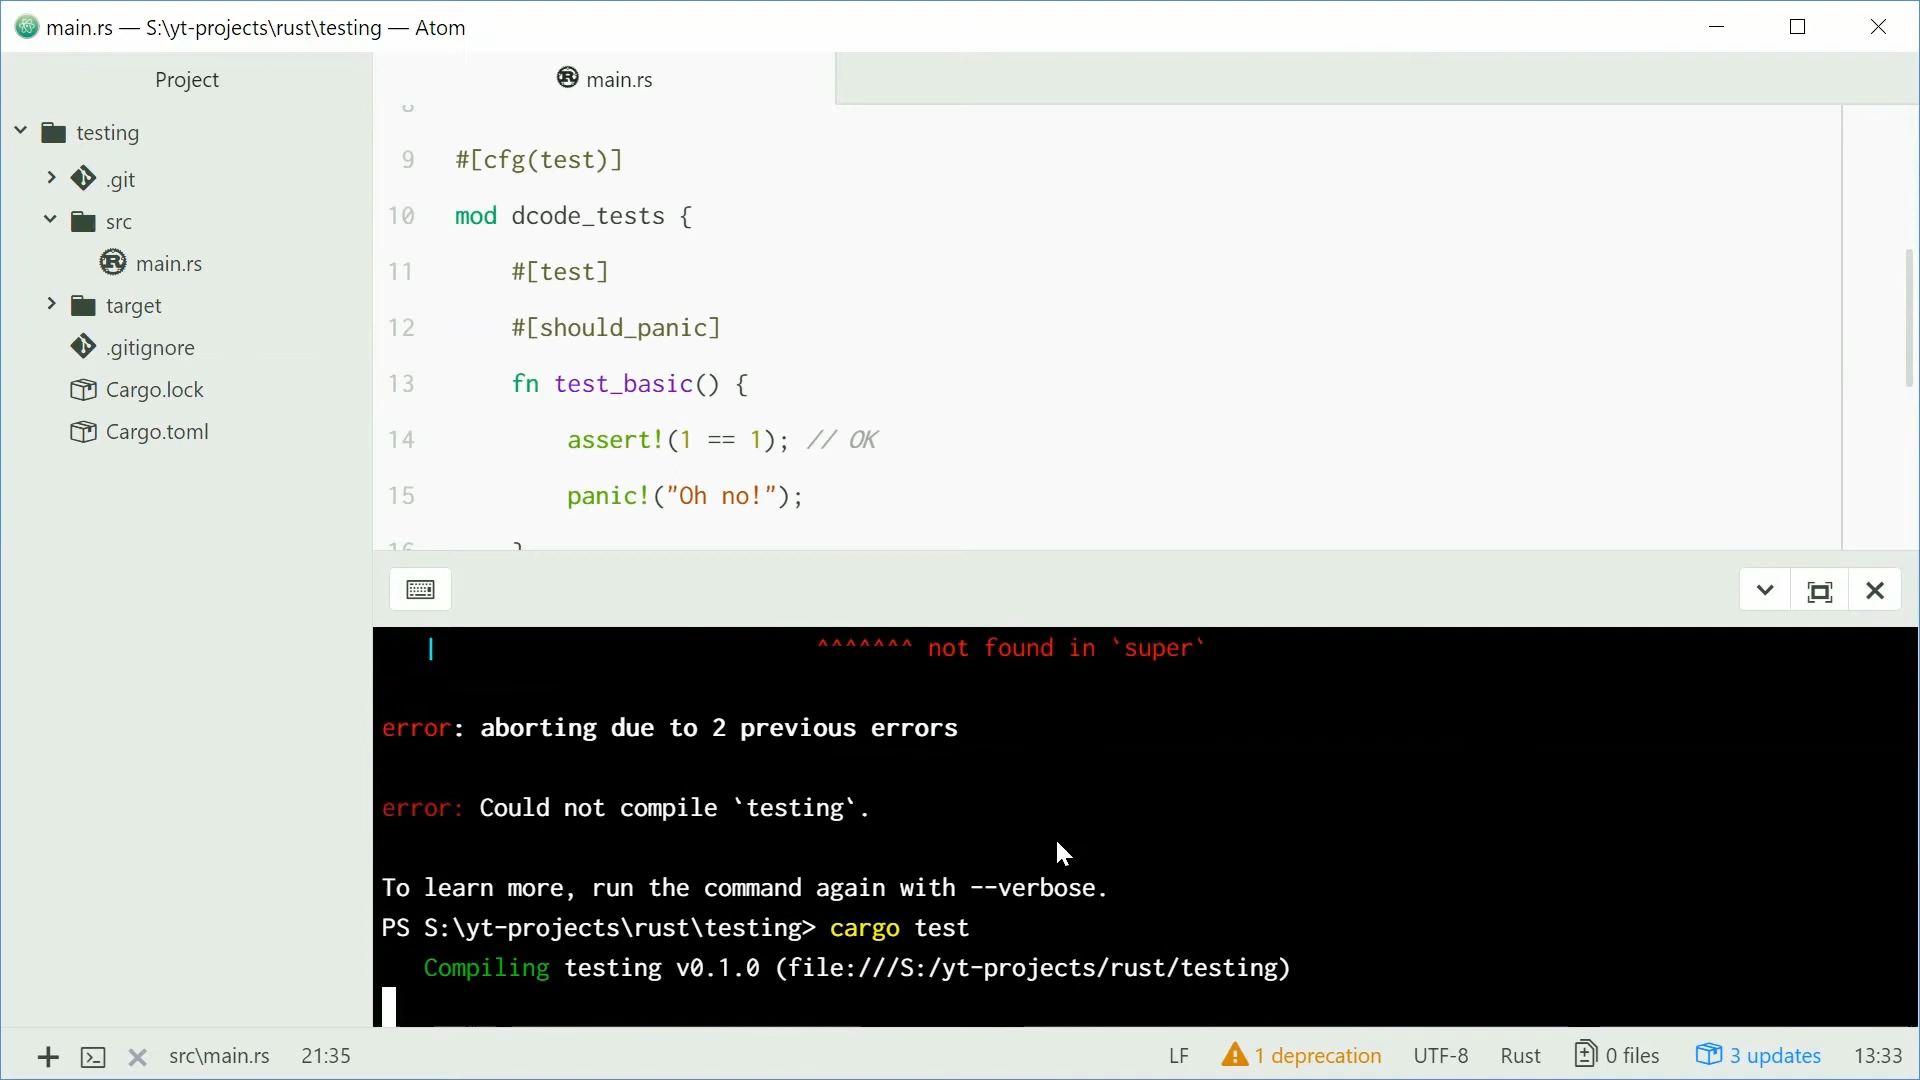 main.rs — S:\yt-projects\rust\testing — Atom
Project
testing
.git
src
main.rs
target
.gitignore
Cargo.lock
Cargo.toml
main.rs
8
9 #[cfg(test)]
10 mod dcode_tests {
11 #[test]
12 #[should_panic]
13 fn test_basic() {
14 assert!(1 == 1); // OK
15 panic!("Oh no!");
16 }
| ^^^^^^^ not found in `super`
error: aborting due to 2 previous errors
error: Could not compile `testing`.
To learn more, run the command again with --verbose.
PS S:\yt-projects\rust\testing> cargo test
Compiling testing v0.1.0 (file:///S:/yt-projects/rust/testing)
src\main.rs 21:35 LF 1 deprecation UTF-8 Rust 0 files 3 updates 13:33